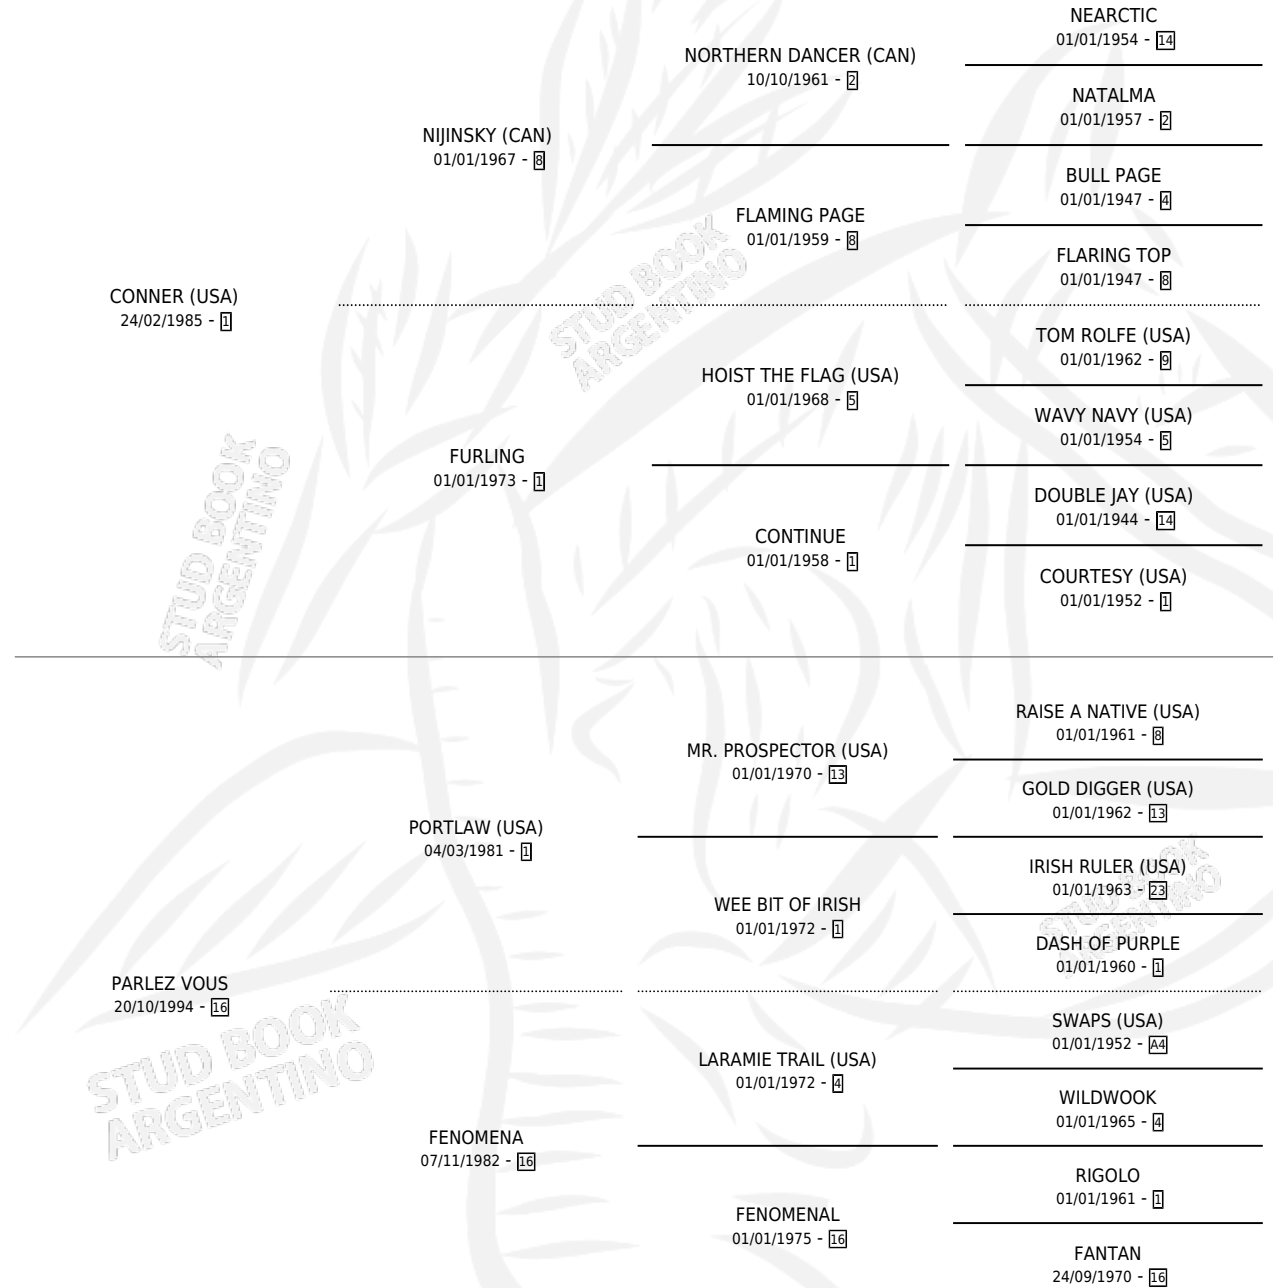 NEARCTIC
01/01/1954 - 14
NORTHERN DANCER (CAN)
10/10/1961 - 2
NATALMA
01/01/1957 - 2
NIJINSKY (CAN)
01/01/1967 - 8
BULL PAGE
01/01/1947 - 4
FLAMING PAGE
01/01/1959 - 8
FLARING TOP
01/01/1947 - 8
CONNER (USA)
24/02/1985 - 1
TOM ROLFE (USA)
01/01/1962 - 9
HOIST THE FLAG (USA)
01/01/1968 - 5
WAVY NAVY (USA)
01/01/1954 - 5
FURLING
01/01/1973 - 1
DOUBLE JAY (USA)
01/01/1944 - 14
CONTINUE
01/01/1958 - 1
COURTESY (USA)
01/01/1952 - 1
RAISE A NATIVE (USA)
01/01/1961 - 8
MR. PROSPECTOR (USA)
01/01/1970 - 13
GOLD DIGGER (USA)
01/01/1962 - 13
PORTLAW (USA)
04/03/1981 - 1
IRISH RULER (USA)
01/01/1963 - 23
WEE BIT OF IRISH
01/01/1972 - 1
DASH OF PURPLE
01/01/1960 - 1
PARLEZ VOUS
20/10/1994 - 16
SWAPS (USA)
01/01/1952 - A4
LARAMIE TRAIL (USA)
01/01/1972 - 4
WILDWOOK
01/01/1965 - 4
FENOMENA
07/11/1982 - 16
RIGOLO
01/01/1961 - 1
FENOMENAL
01/01/1975 - 16
FANTAN
24/09/1970 - 16
STUD BOOK
ARGENTINO
STUD BOOK
ARGENTINO
STUD BOOK
ARGENTINO
STUD BOOK
ARGENTINO